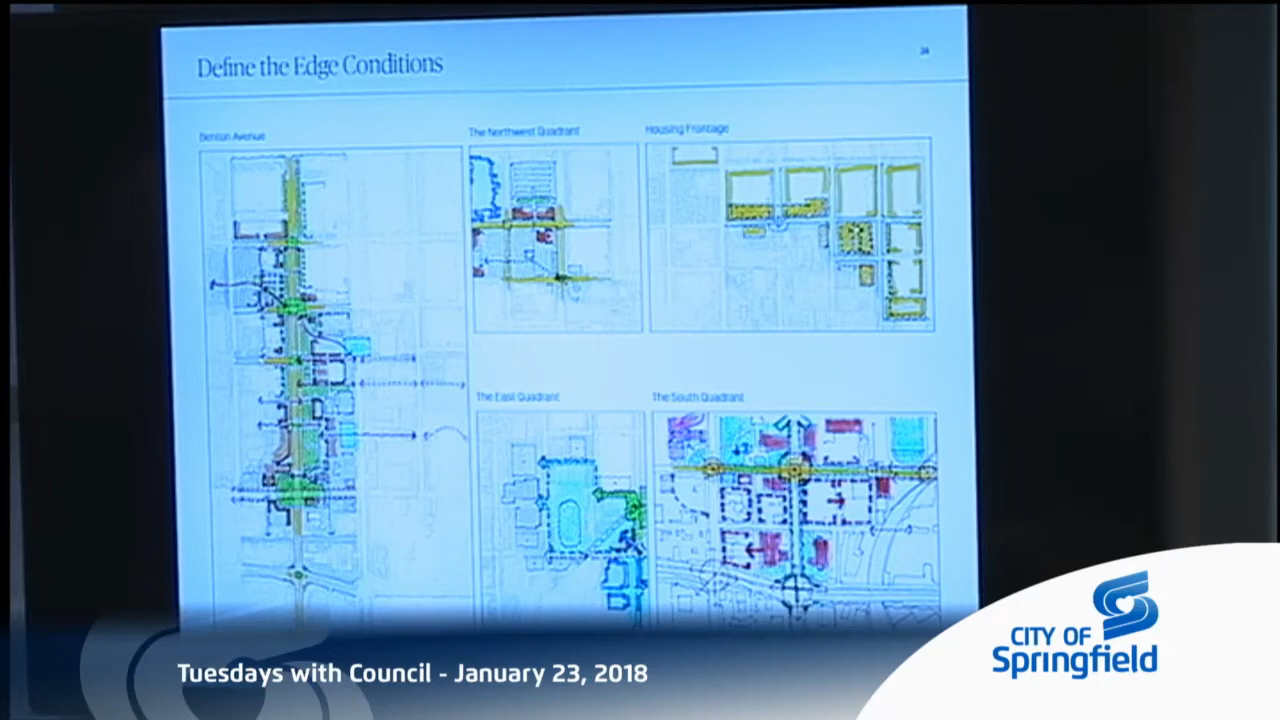 Define the Edge Conditions
Benton Avenue
The Northwest Quadrant
Housing Frontage
The East Quadrant
The South Quadrant
Tuesdays with Council - January 23, 2018
CITY OF
Springfield